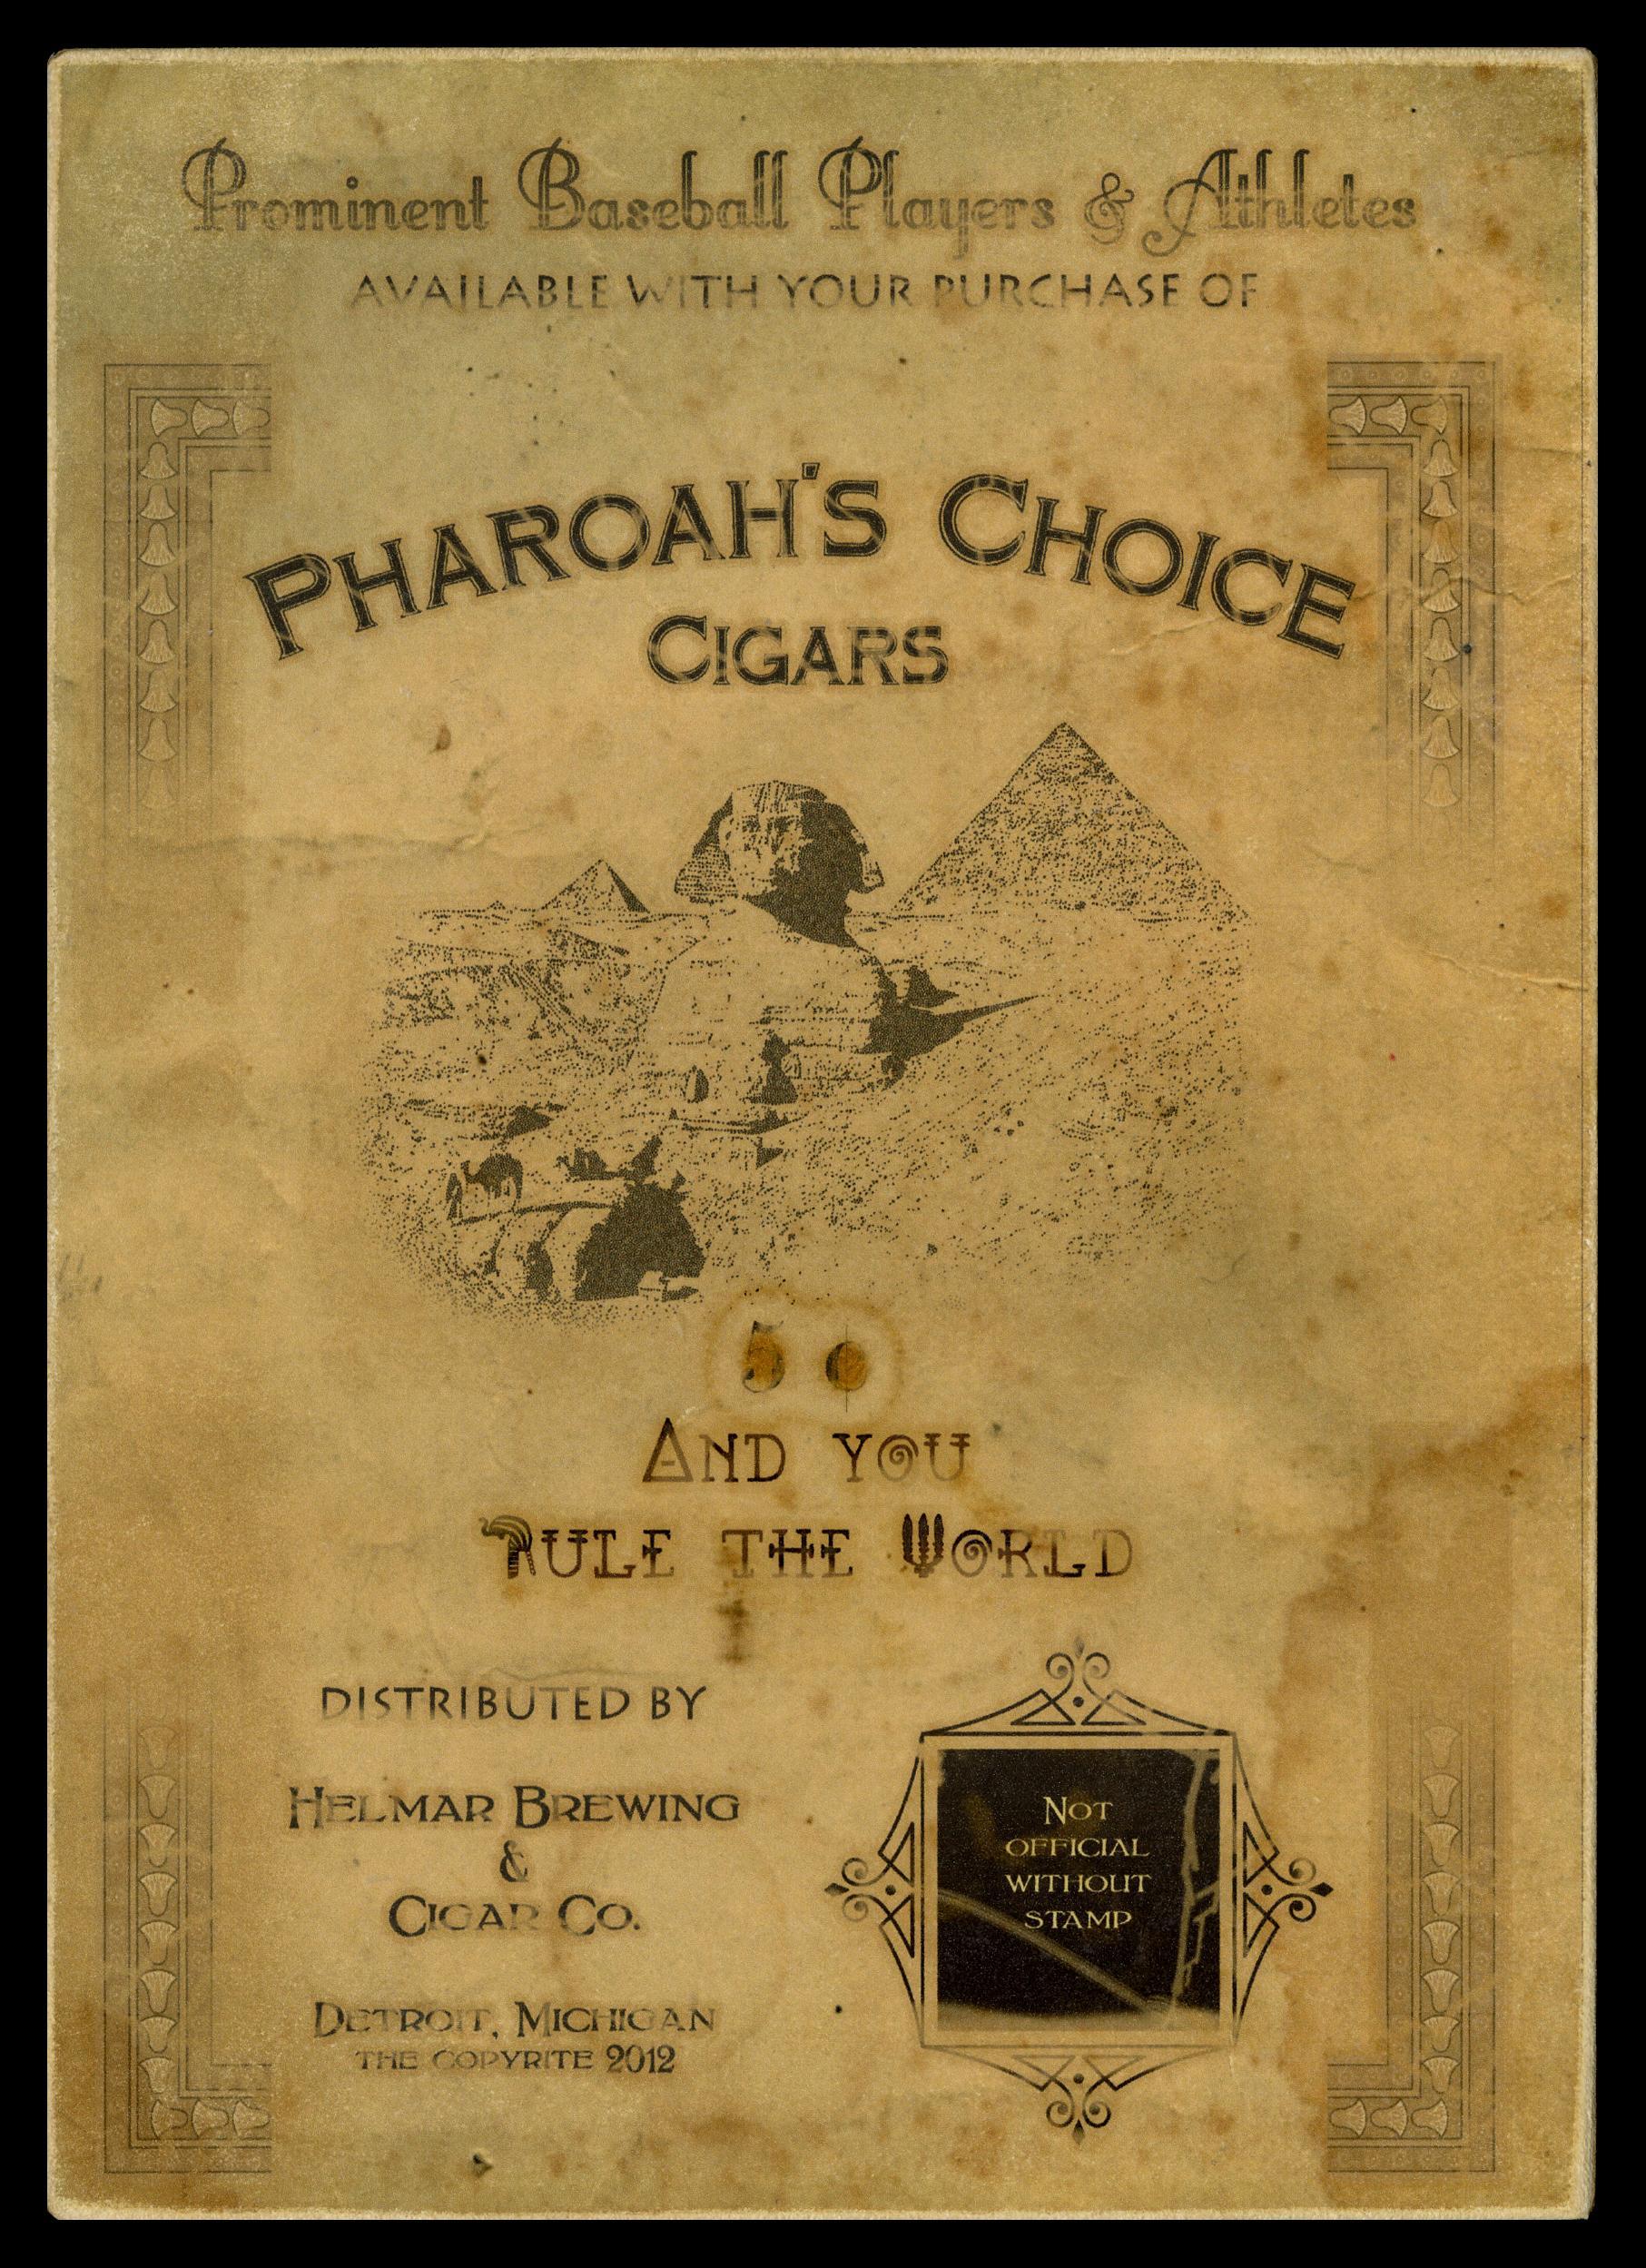 Prominent Baseball Players & Athletes
AVAILABLE WITH YOUR PURCHASE OF
PHAROAH'S CHOICE
CIGARS
5 ¢
AND YOU
RULE THE WORLD
DISTRIBUTED BY
HELMAR BREWING
&
CIGAR CO.
DETROIT, MICHIGAN
THE COPYRITE 2012
NOT
OFFICIAL
WITHOUT
STAMP